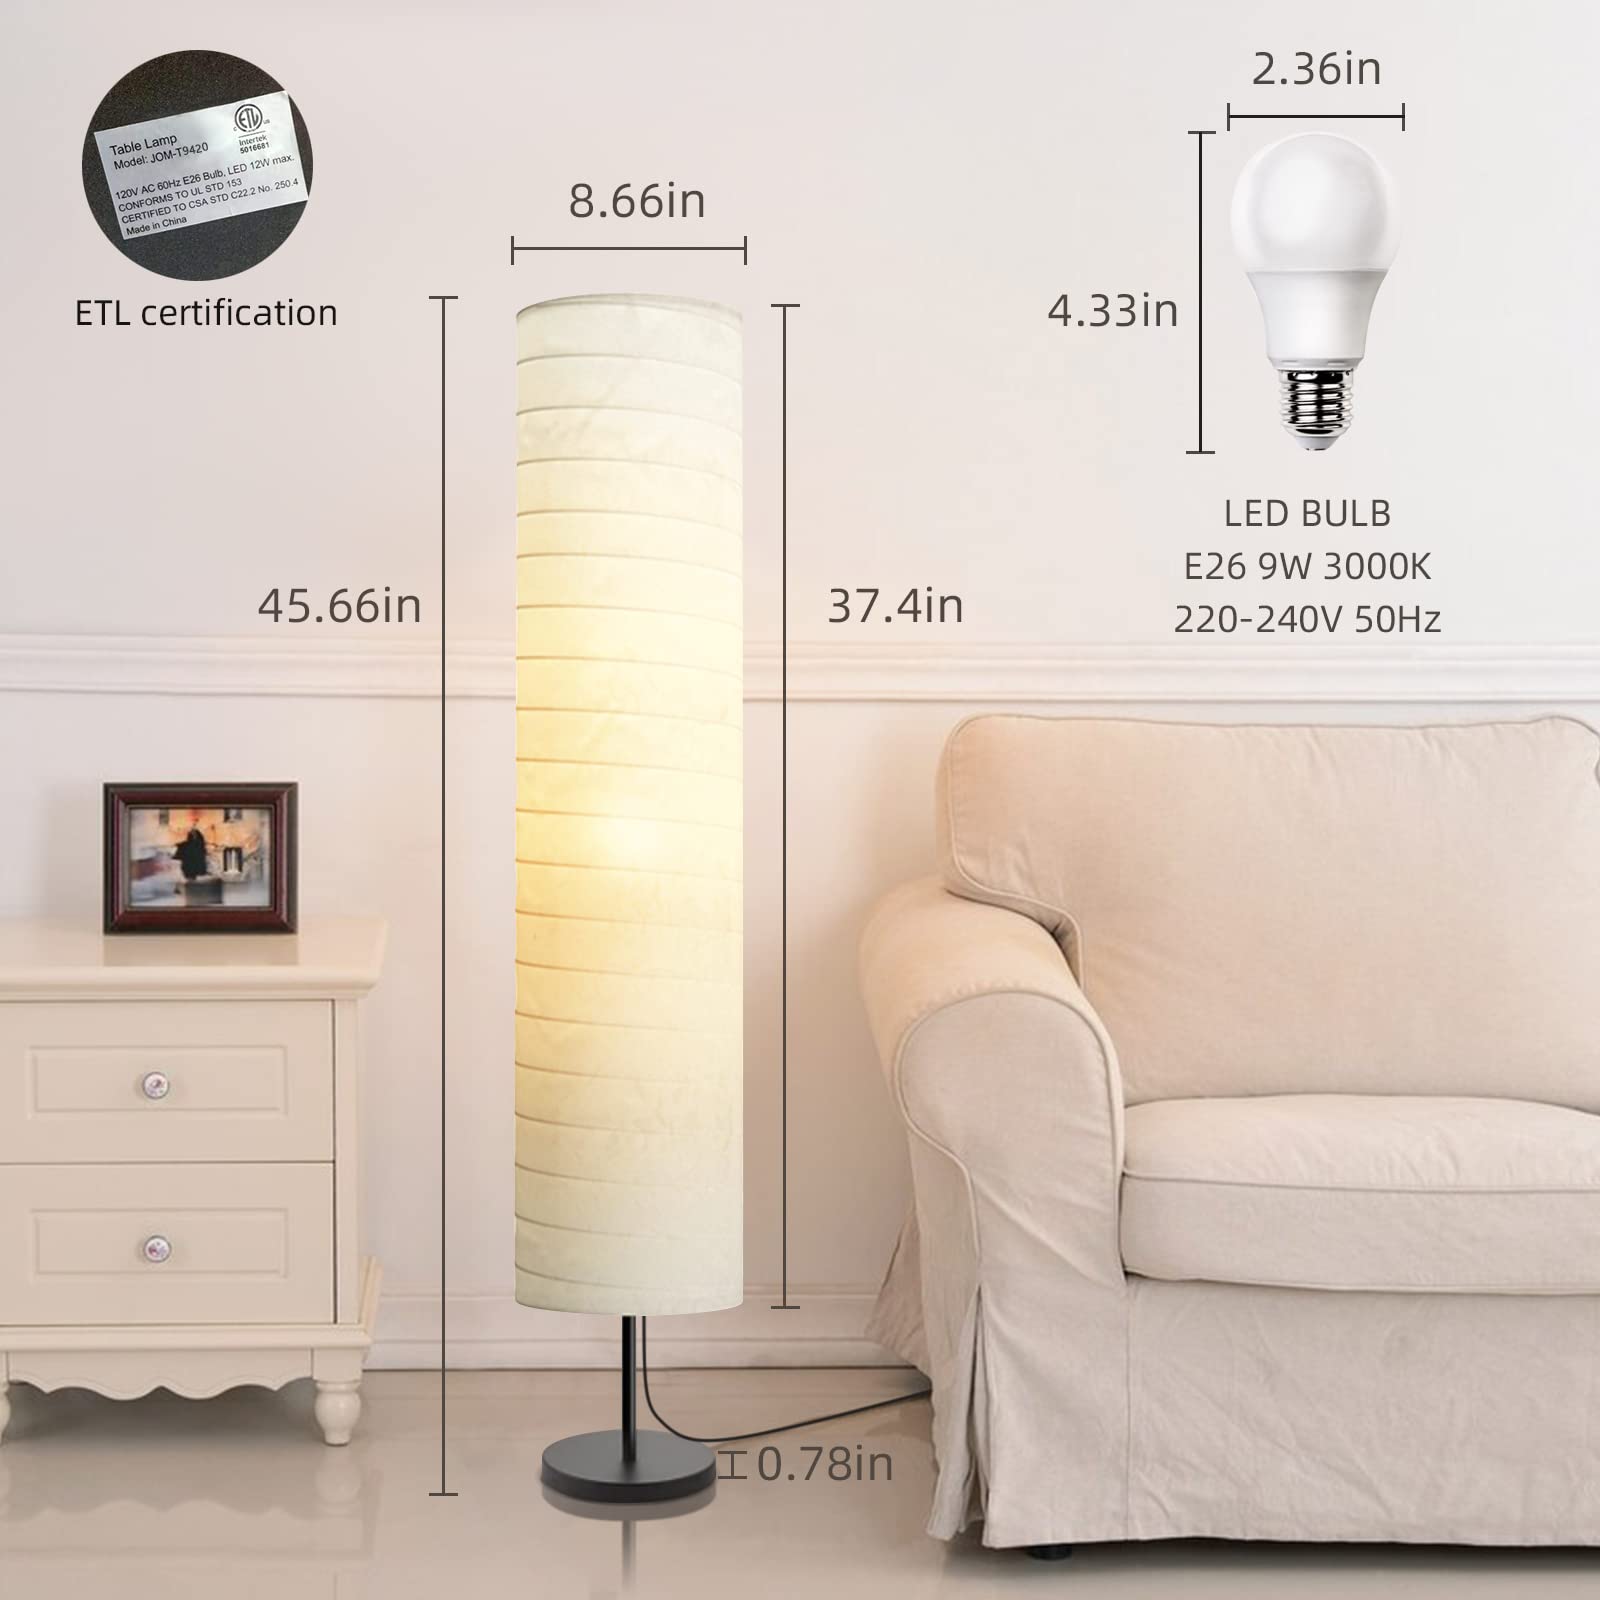 Table Lamp
Model: JOM-T9420
ETL
C US
Intertek
5016681
120V AC 60Hz E26 Bulb, LED 12W max.
CONFORMS TO UL STD 153
CERTIFIED TO CSA STD C22.2 No. 250.4
Made in China
ETL certification
8.66in
2.36in
4.33in
LED BULB
E26 9W 3000K
220-240V 50Hz
45.66in
37.4in
0.78in